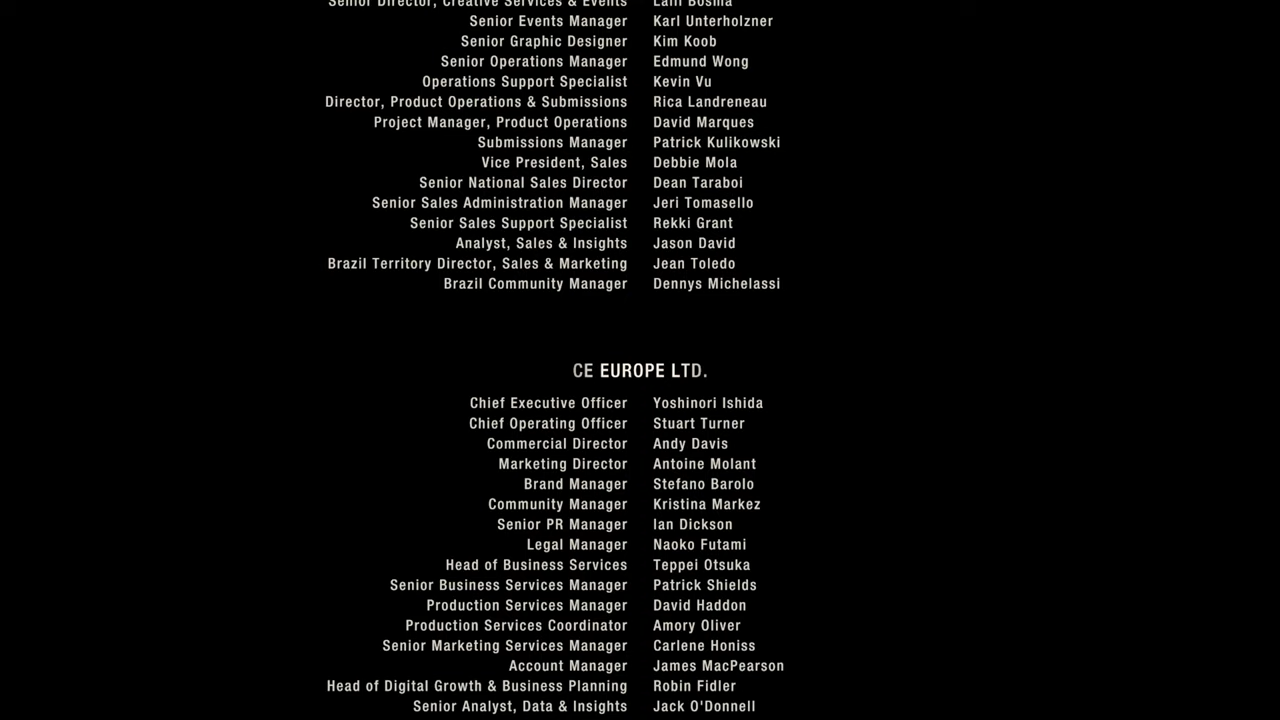 Senior Director, Creative Services & Events Laili Bosma
Senior Events Manager Karl Unterholzner
Senior Graphic Designer Kim Koob
Senior Operations Manager Edmund Wong
Operations Support Specialist Kevin Vu
Director, Product Operations & Submissions Rica Landreneau
Project Manager, Product Operations David Marques
Submissions Manager Patrick Kulikowski
Vice President, Sales Debbie Mola
Senior National Sales Director Dean Taraboi
Senior Sales Administration Manager Jeri Tomasello
Senior Sales Support Specialist Rekki Grant
Analyst, Sales & Insights Jason David
Brazil Territory Director, Sales & Marketing Jean Toledo
Brazil Community Manager Dennys Michelassi
CE EUROPE LTD.
Chief Executive Officer Yoshinori Ishida
Chief Operating Officer Stuart Turner
Commercial Director Andy Davis
Marketing Director Antoine Molant
Brand Manager Stefano Barolo
Community Manager Kristina Markez
Senior PR Manager Ian Dickson
Legal Manager Naoko Futami
Head of Business Services Teppei Otsuka
Senior Business Services Manager Patrick Shields
Production Services Manager David Haddon
Production Services Coordinator Amory Oliver
Senior Marketing Services Manager Carlene Honiss
Account Manager James MacPearson
Head of Digital Growth & Business Planning Robin Fidler
Senior Analyst, Data & Insights Jack O'Donnell